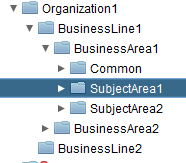 Organization1
BusinessLine1
BusinessArea1
Common
SubjectArea1
SubjectArea2
BusinessArea2
BusinessLine2